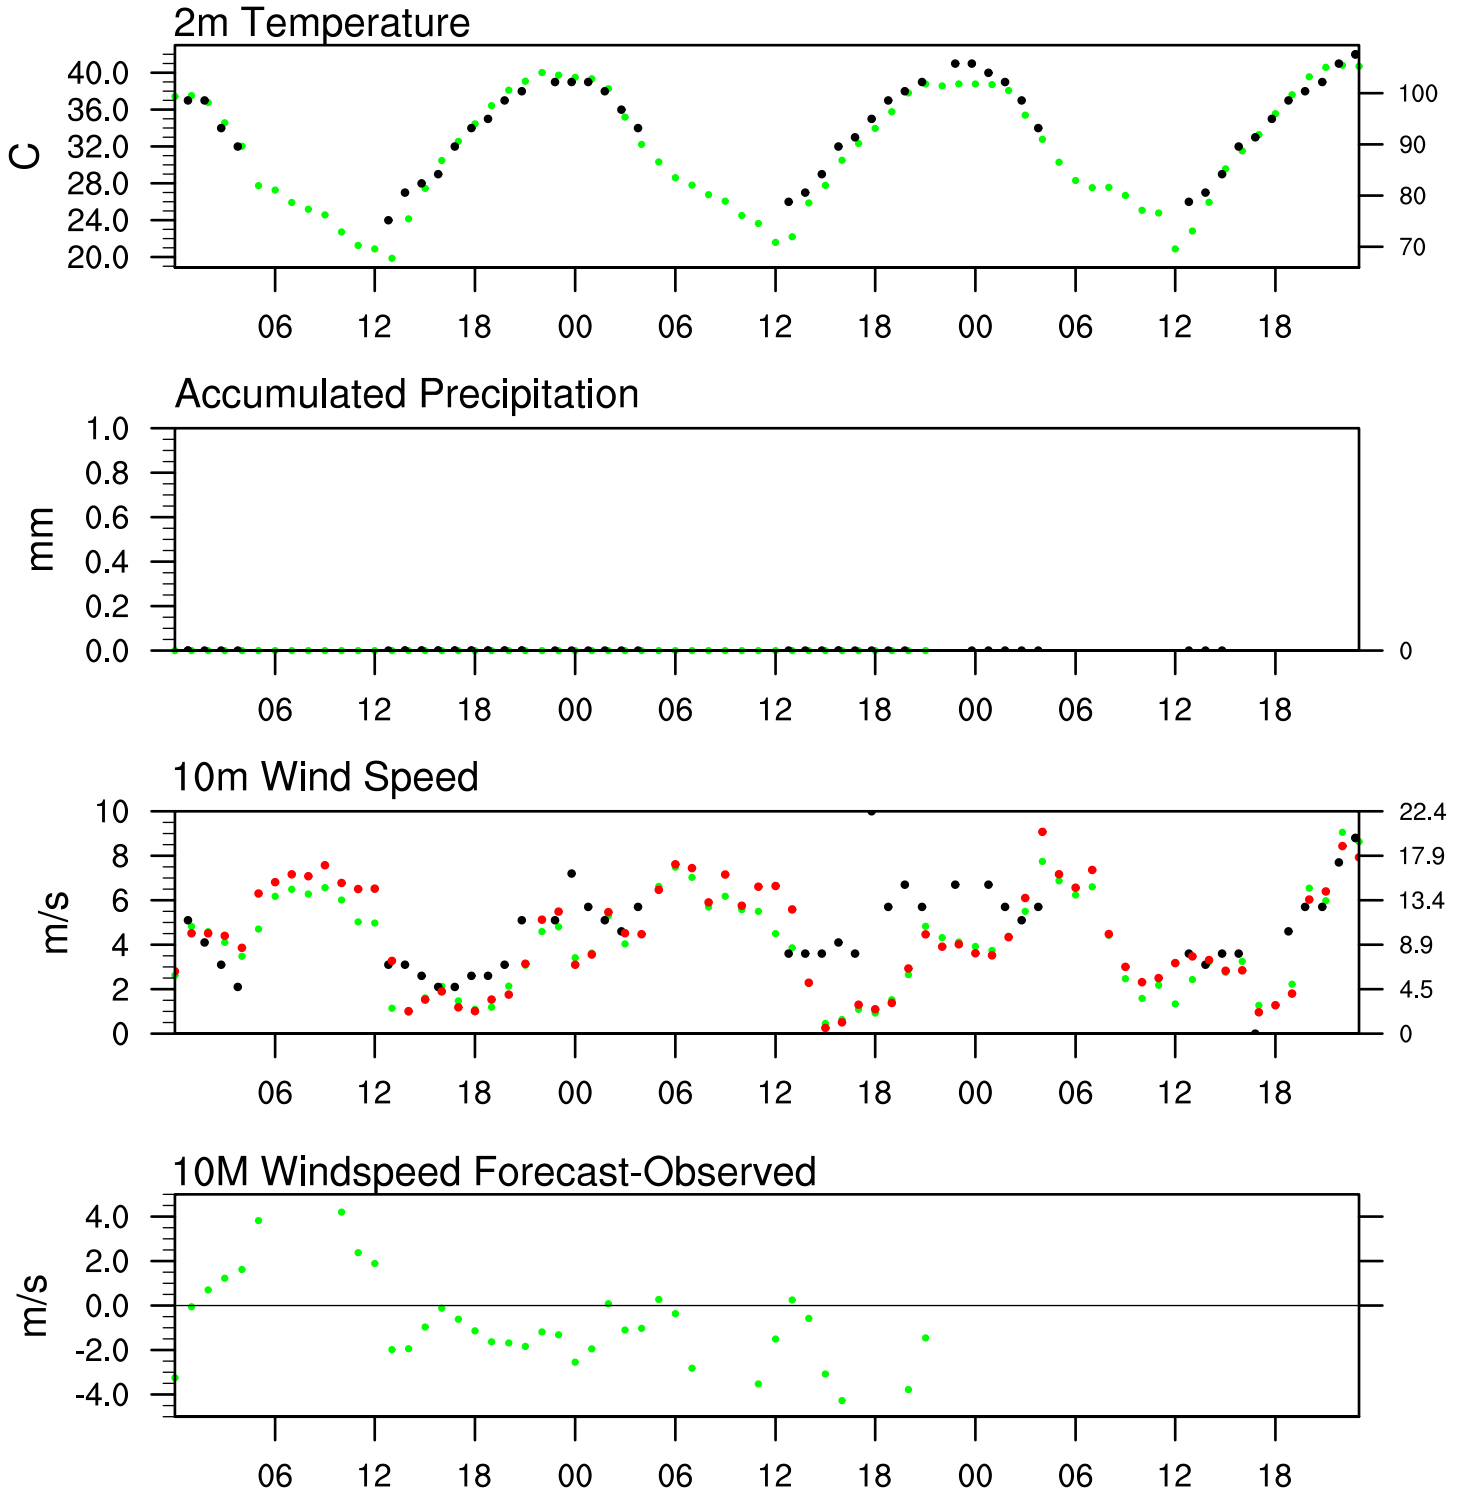 2m Temperature
40.0
36.0
32.0
28.0
24.0
20.0
C
100
90
80
70
06 12 18 00 06 12 18 00 06 12 18
Accumulated Precipitation
1.0
0.8
0.6
0.4
0.2
0.0
mm
0
06 12 18 00 06 12 18 00 06 12 18
10m Wind Speed
10
8
6
4
2
0
m/s
22.4
17.9
13.4
8.9
4.5
0
06 12 18 00 06 12 18 00 06 12 18
10M Windspeed Forecast-Observed
4.0
2.0
0.0
-2.0
-4.0
m/s
06 12 18 00 06 12 18 00 06 12 18